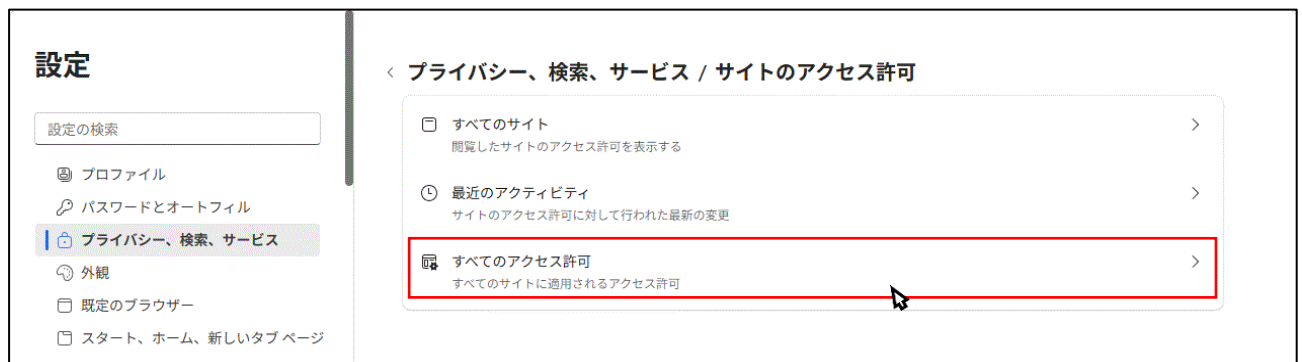 設定
設定の検索
プロファイル
パスワードとオートフィル
プライバシー、検索、サービス
外観
既定のブラウザー
スタート、ホーム、新しいタブ ページ
プライバシー、検索、サービス / サイトのアクセス許可
すべてのサイト
閲覧したサイトのアクセス許可を表示する
最近のアクティビティ
サイトのアクセス許可に対して行われた最新の変更
すべてのアクセス許可
すべてのサイトに適用されるアクセス許可